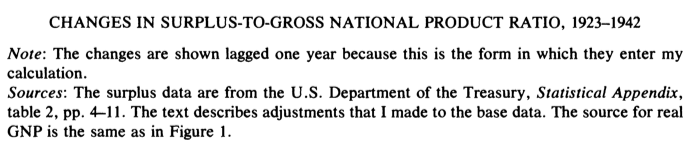 CHANGES IN SURPLUS-TO-GROSS NATIONAL PRODUCT RATIO, 1923–1942
Note: The changes are shown lagged one year because this is the form in which they enter my
calculation.
Sources: The surplus data are from the U.S. Department of the Treasury, Statistical Appendix,
table 2, pp. 4–11. The text describes adjustments that I made to the base data. The source for real
GNP is the same as in Figure 1.